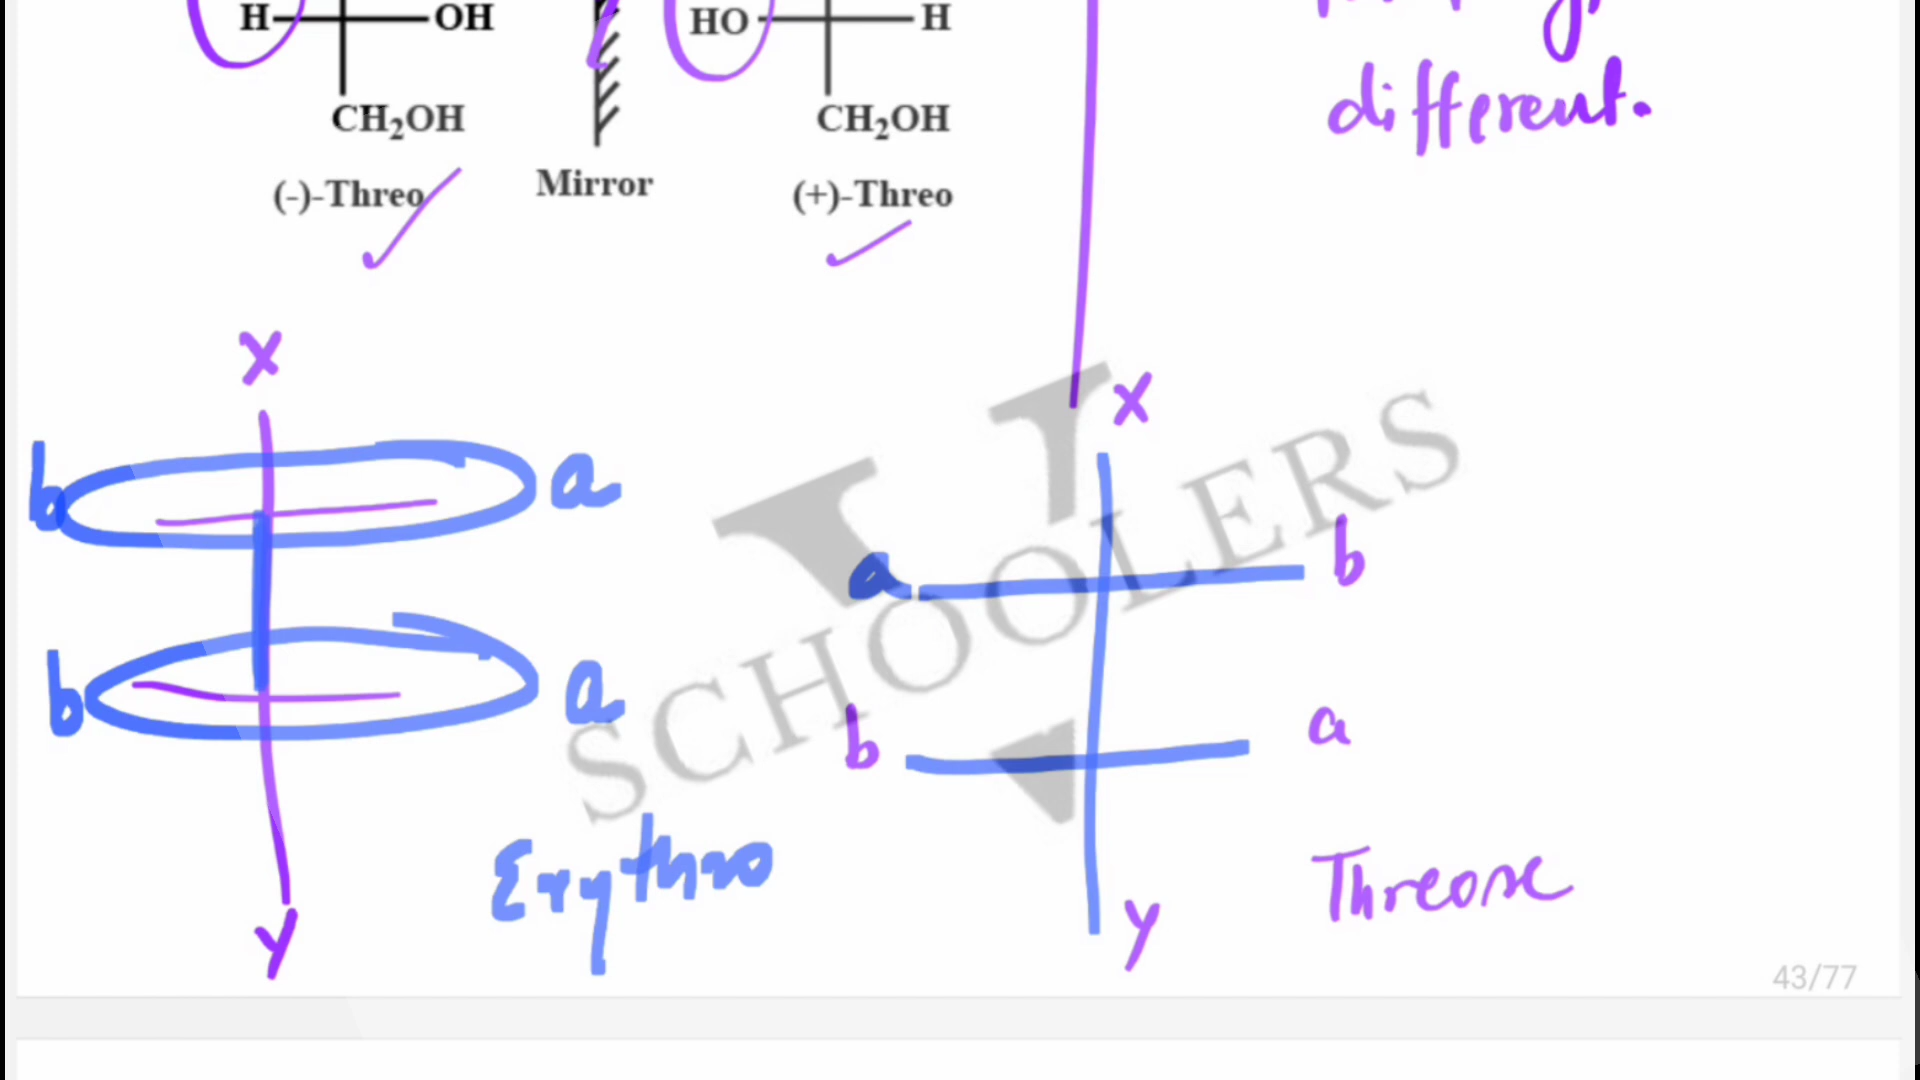 H OH HO H
different.
CH₂OH CH₂OH
(-)-Threo Mirror (+)-Threo
x x
b a
a b
b a
b a
Erythro Threose
y y
SCHOOLERS
43/77